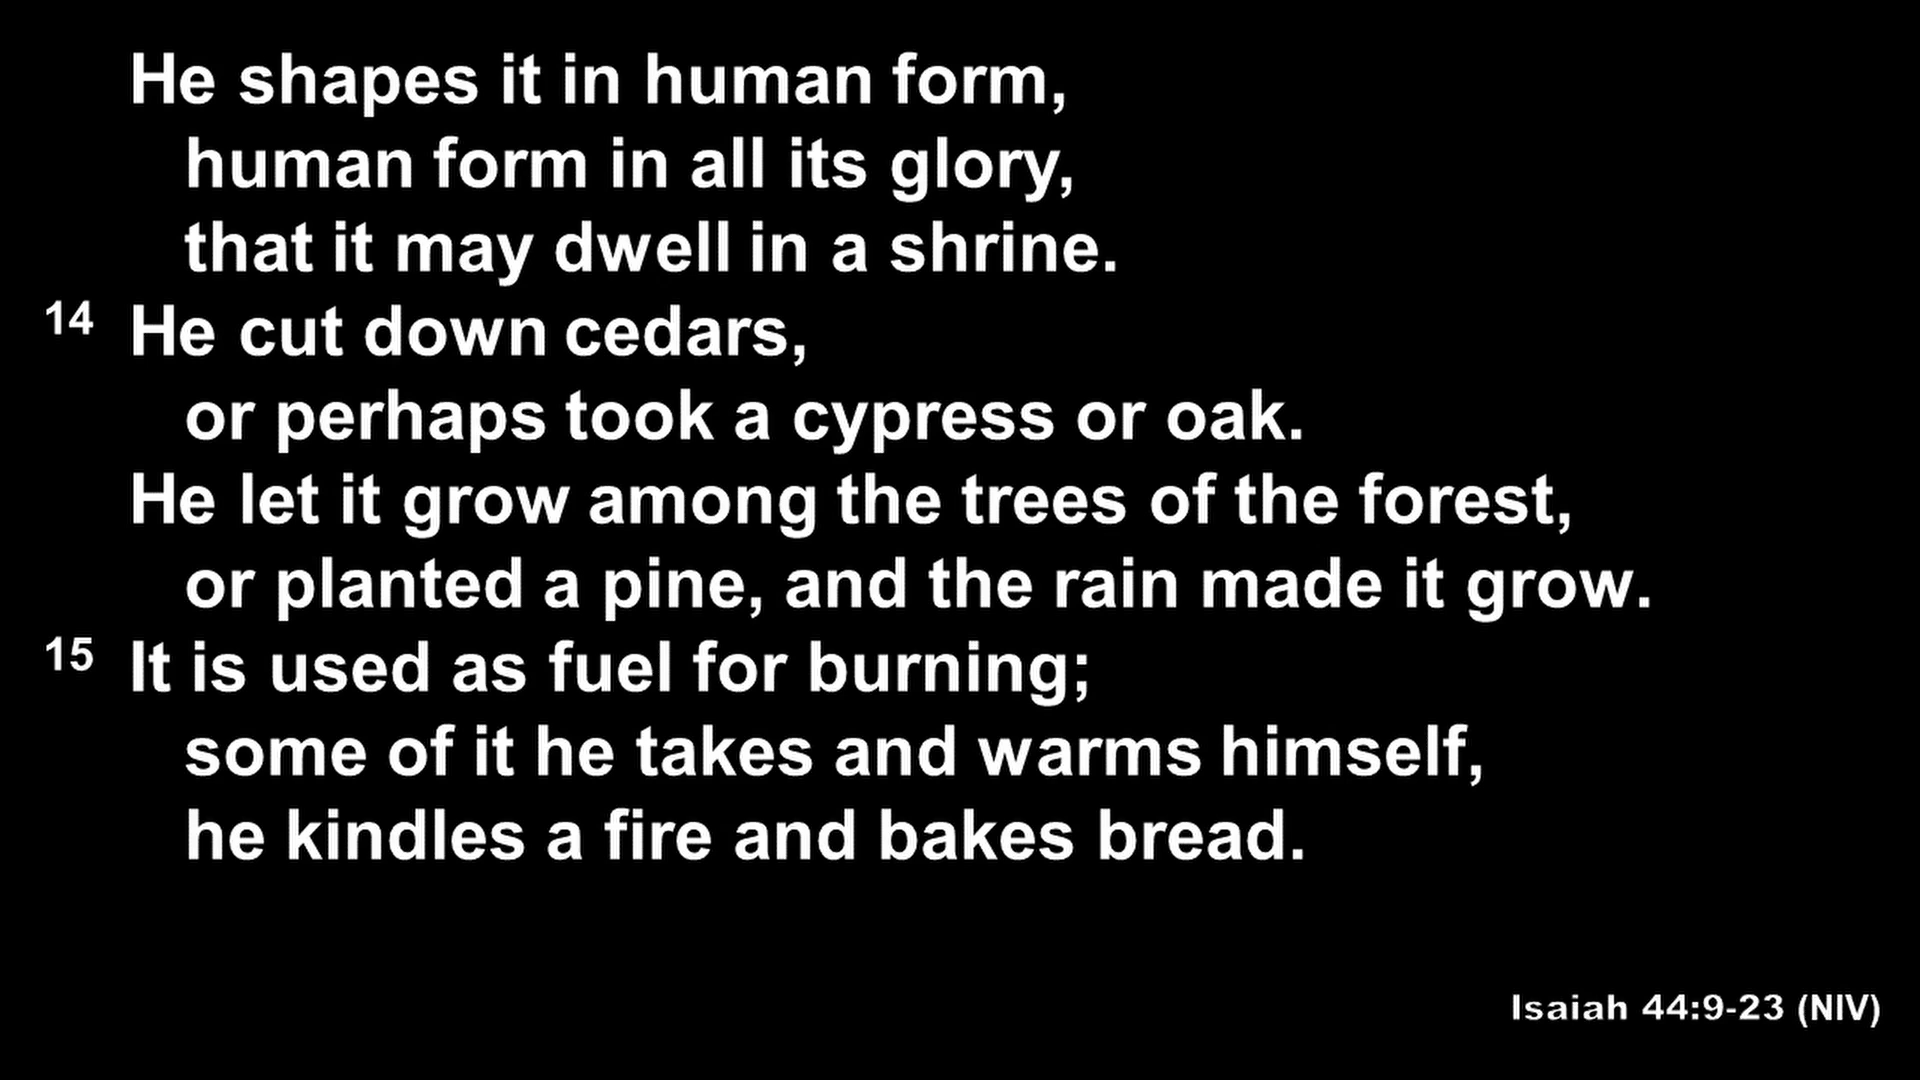 He shapes it in human form,
human form in all its glory,
that it may dwell in a shrine.
14 He cut down cedars,
or perhaps took a cypress or oak.
He let it grow among the trees of the forest,
or planted a pine, and the rain made it grow.
15 It is used as fuel for burning;
some of it he takes and warms himself,
he kindles a fire and bakes bread.
Isaiah 44:9-23 (NIV)